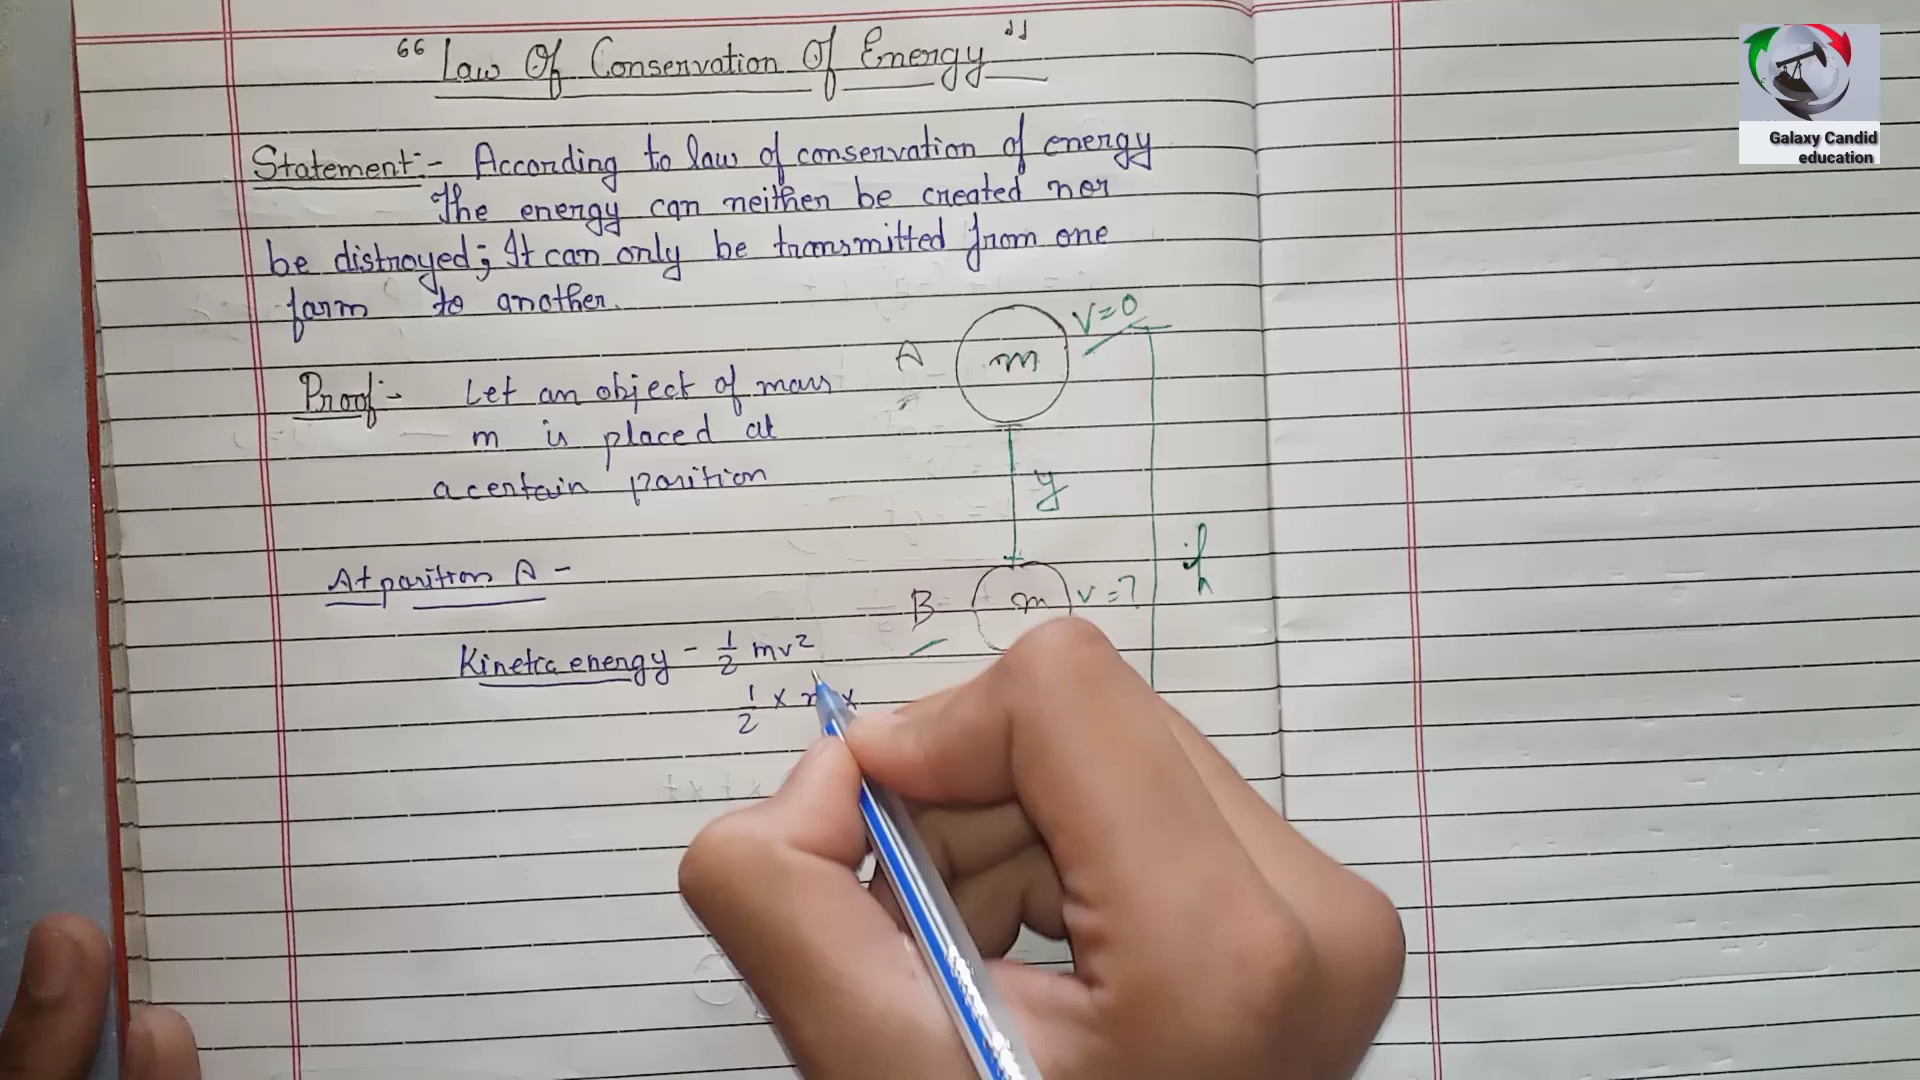 “Law Of Conservation Of Energy”
Statement:- According to law of conservation of energy
The energy can neither be created nor
be distroyed; It can only be transmitted from one
farm to another.
Proof:- Let an object of mass
m is placed at
a certain position
A
m
V=0
y
h
At position A -
B
m
v = ?
Kinetic energy - 1/2 mv²
1/2 × m ×
Galaxy Candid
education